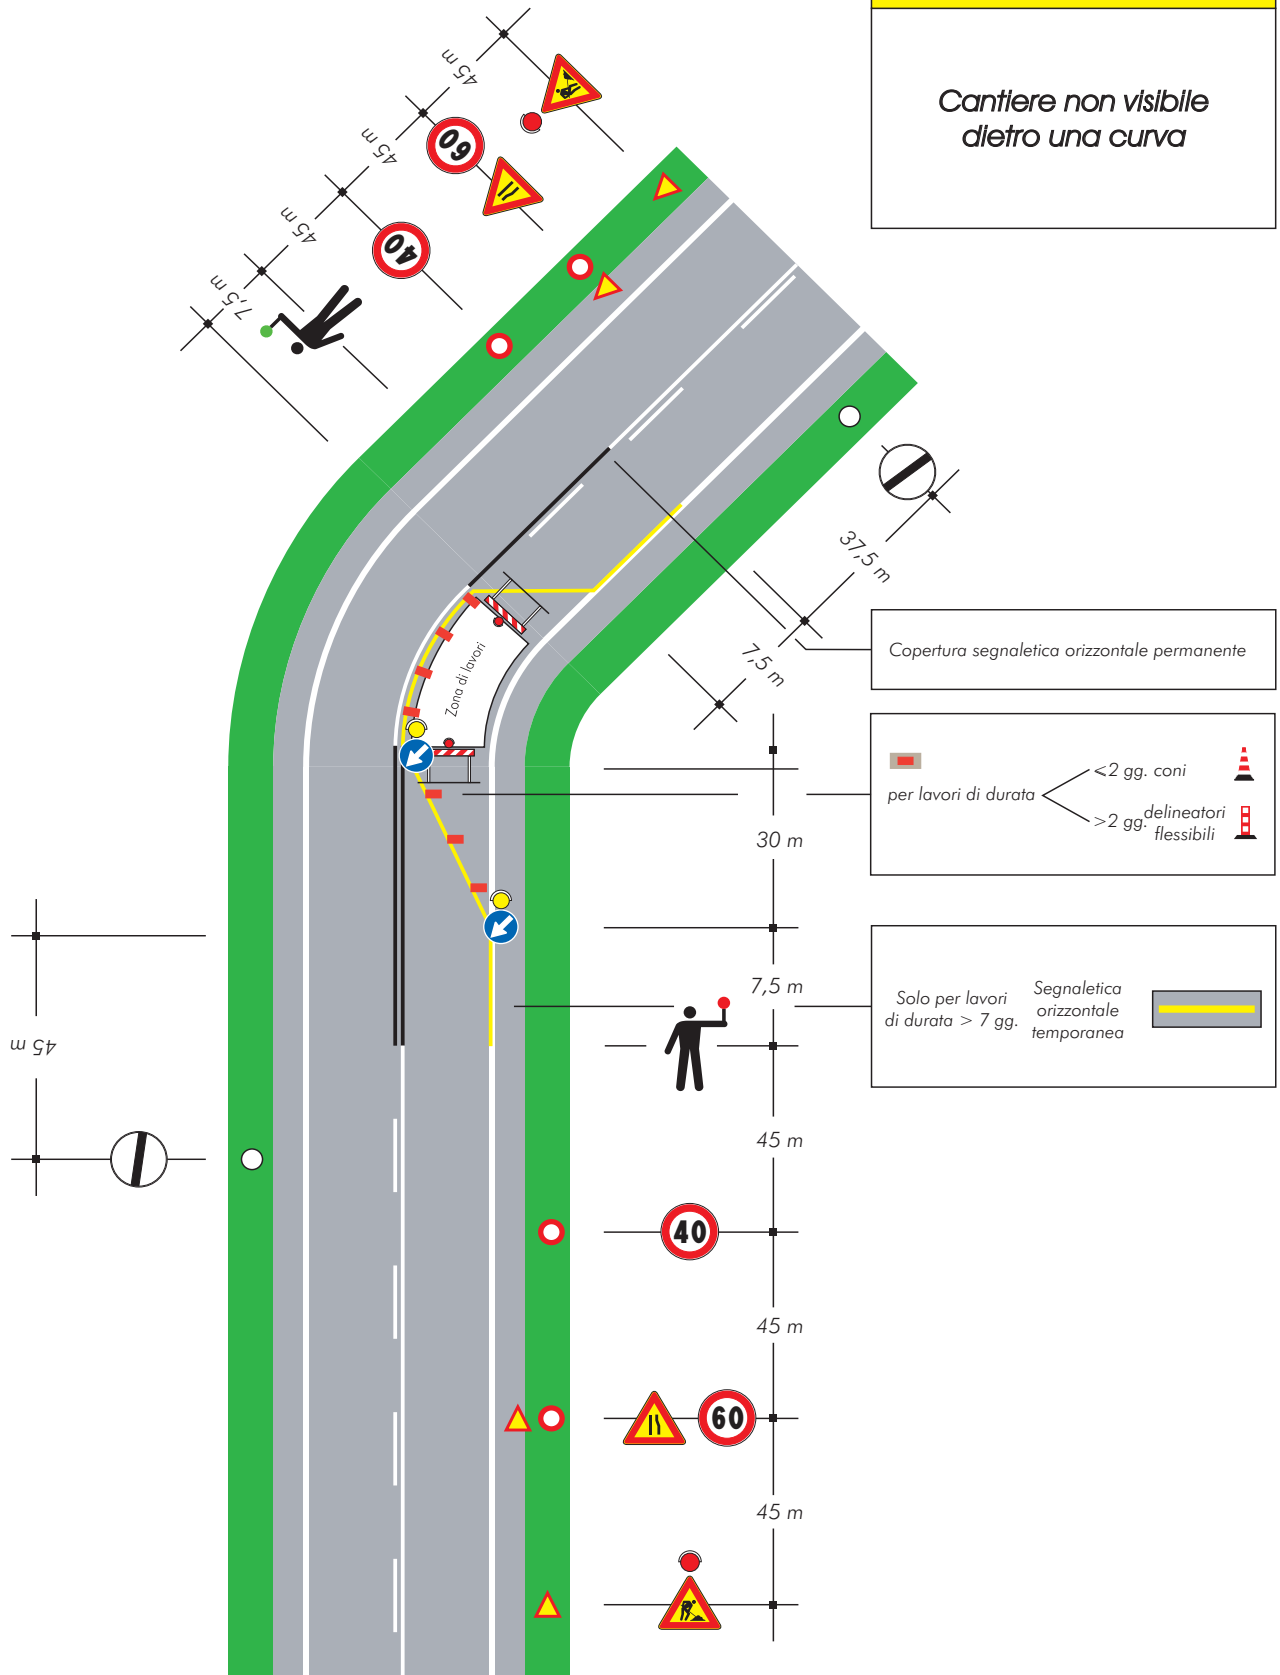 Cantiere non visibile
dietro una curva
45 m
45 m
60
45 m
40
7,5 m
37,5 m
7,5 m
Copertura segnaletica orizzontale permanente
Zona di lavori
per lavori di durata
<2 gg. coni
>2 gg. delineatori
flessibili
30 m
7,5 m
Solo per lavori
di durata > 7 gg.
Segnaletica
orizzontale
temporanea
45 m
45 m
40
45 m
60
45 m